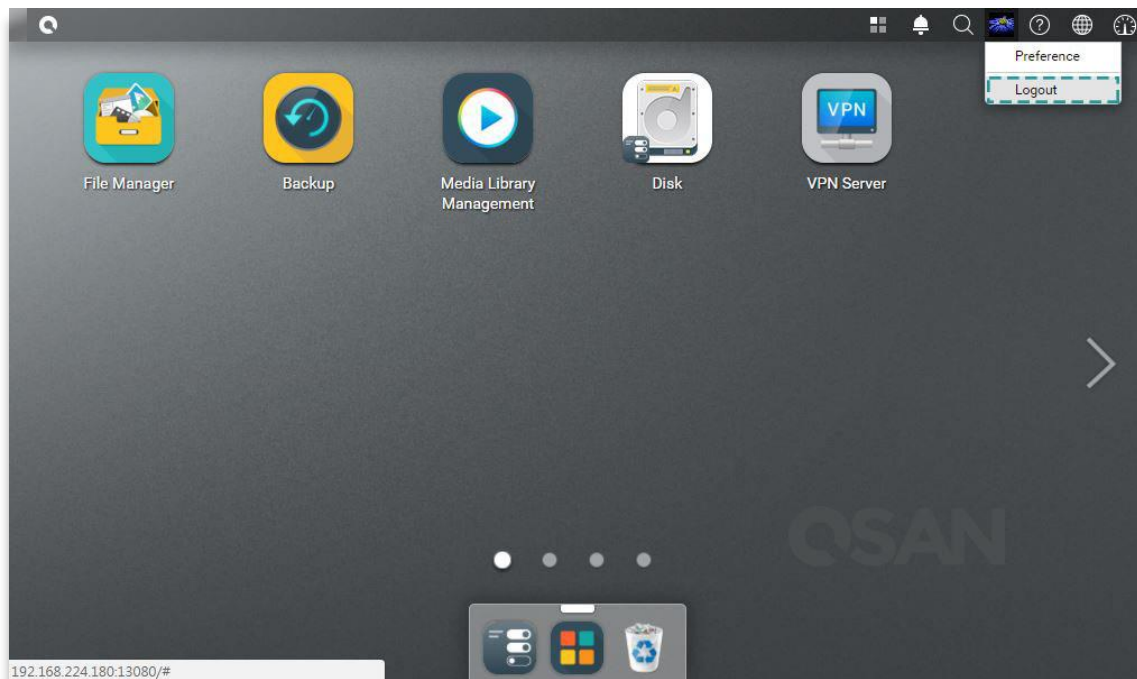 Preference
Logout
VPN
File Manager
Backup
Media Library
Management
Disk
VPN Server
QSAN
192.168.224.180:13080/#